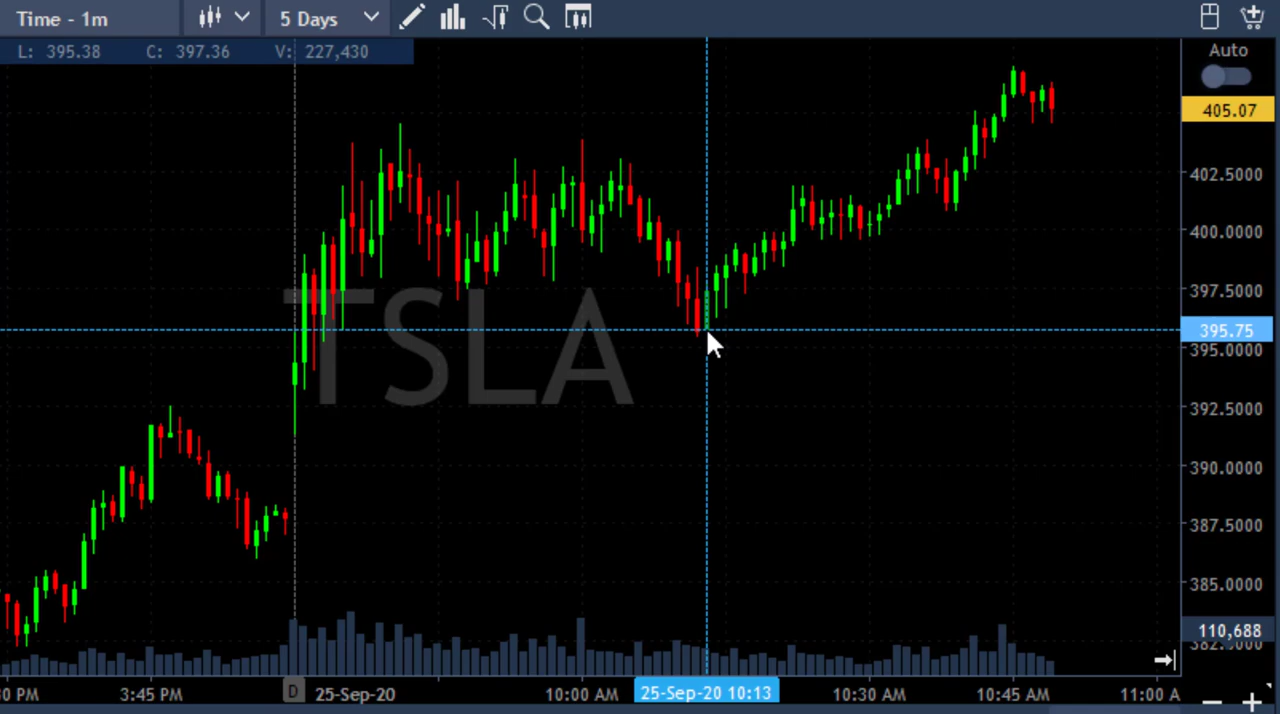 Time - 1m 5 Days
L: 395.38 C: 397.36 V: 227,430
Auto
405.07
402.5000
400.0000
397.5000
TSLA
395.75
395.0000
392.5000
390.0000
387.5000
385.0000
110,688
0 PM 3:45 PM D 25-Sep-20 10:00 AM 25-Sep-20 10:13 10:30 AM 10:45 AM 11:00 A